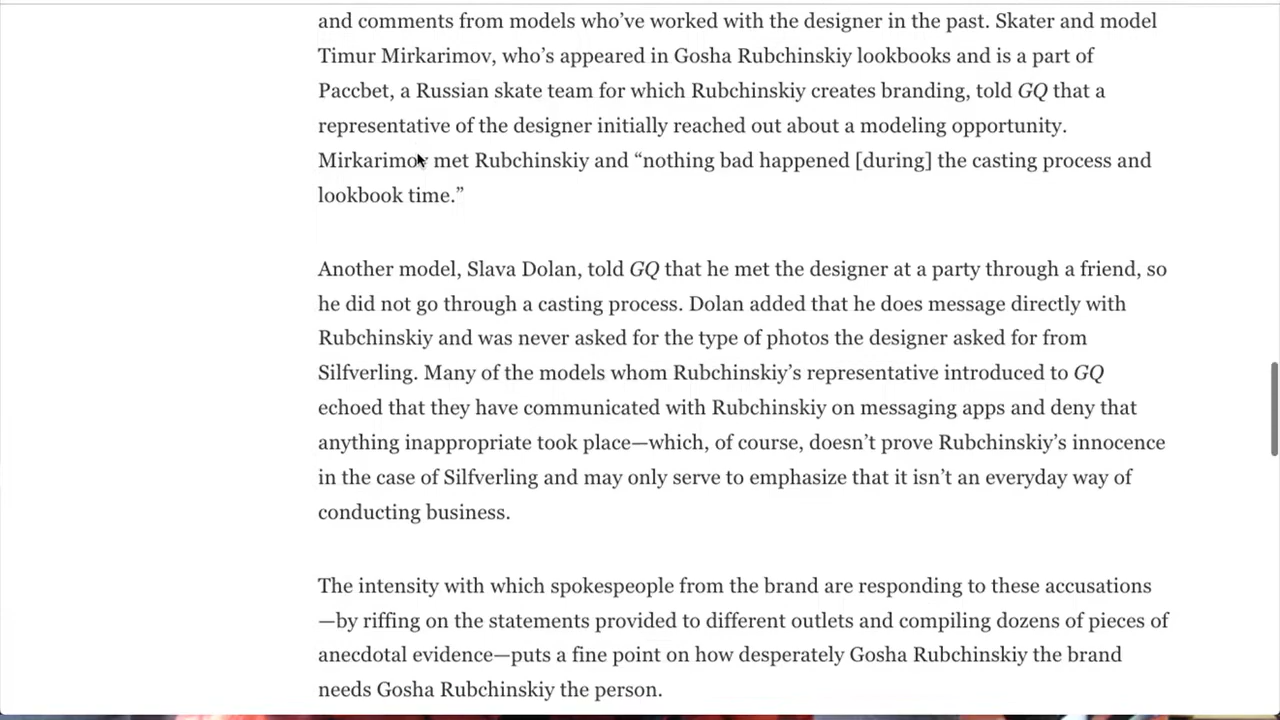 and comments from models who’ve worked with the designer in the past. Skater and model
Timur Mirkarimov, who’s appeared in Gosha Rubchinskiy lookbooks and is a part of
Paccbet, a Russian skate team for which Rubchinskiy creates branding, told GQ that a
representative of the designer initially reached out about a modeling opportunity.
Mirkarimov met Rubchinskiy and “nothing bad happened [during] the casting process and
lookbook time.”
Another model, Slava Dolan, told GQ that he met the designer at a party through a friend, so
he did not go through a casting process. Dolan added that he does message directly with
Rubchinskiy and was never asked for the type of photos the designer asked for from
Silfverling. Many of the models whom Rubchinskiy’s representative introduced to GQ
echoed that they have communicated with Rubchinskiy on messaging apps and deny that
anything inappropriate took place—which, of course, doesn’t prove Rubchinskiy’s innocence
in the case of Silfverling and may only serve to emphasize that it isn’t an everyday way of
conducting business.
The intensity with which spokespeople from the brand are responding to these accusations
—by riffing on the statements provided to different outlets and compiling dozens of pieces of
anecdotal evidence—puts a fine point on how desperately Gosha Rubchinskiy the brand
needs Gosha Rubchinskiy the person.